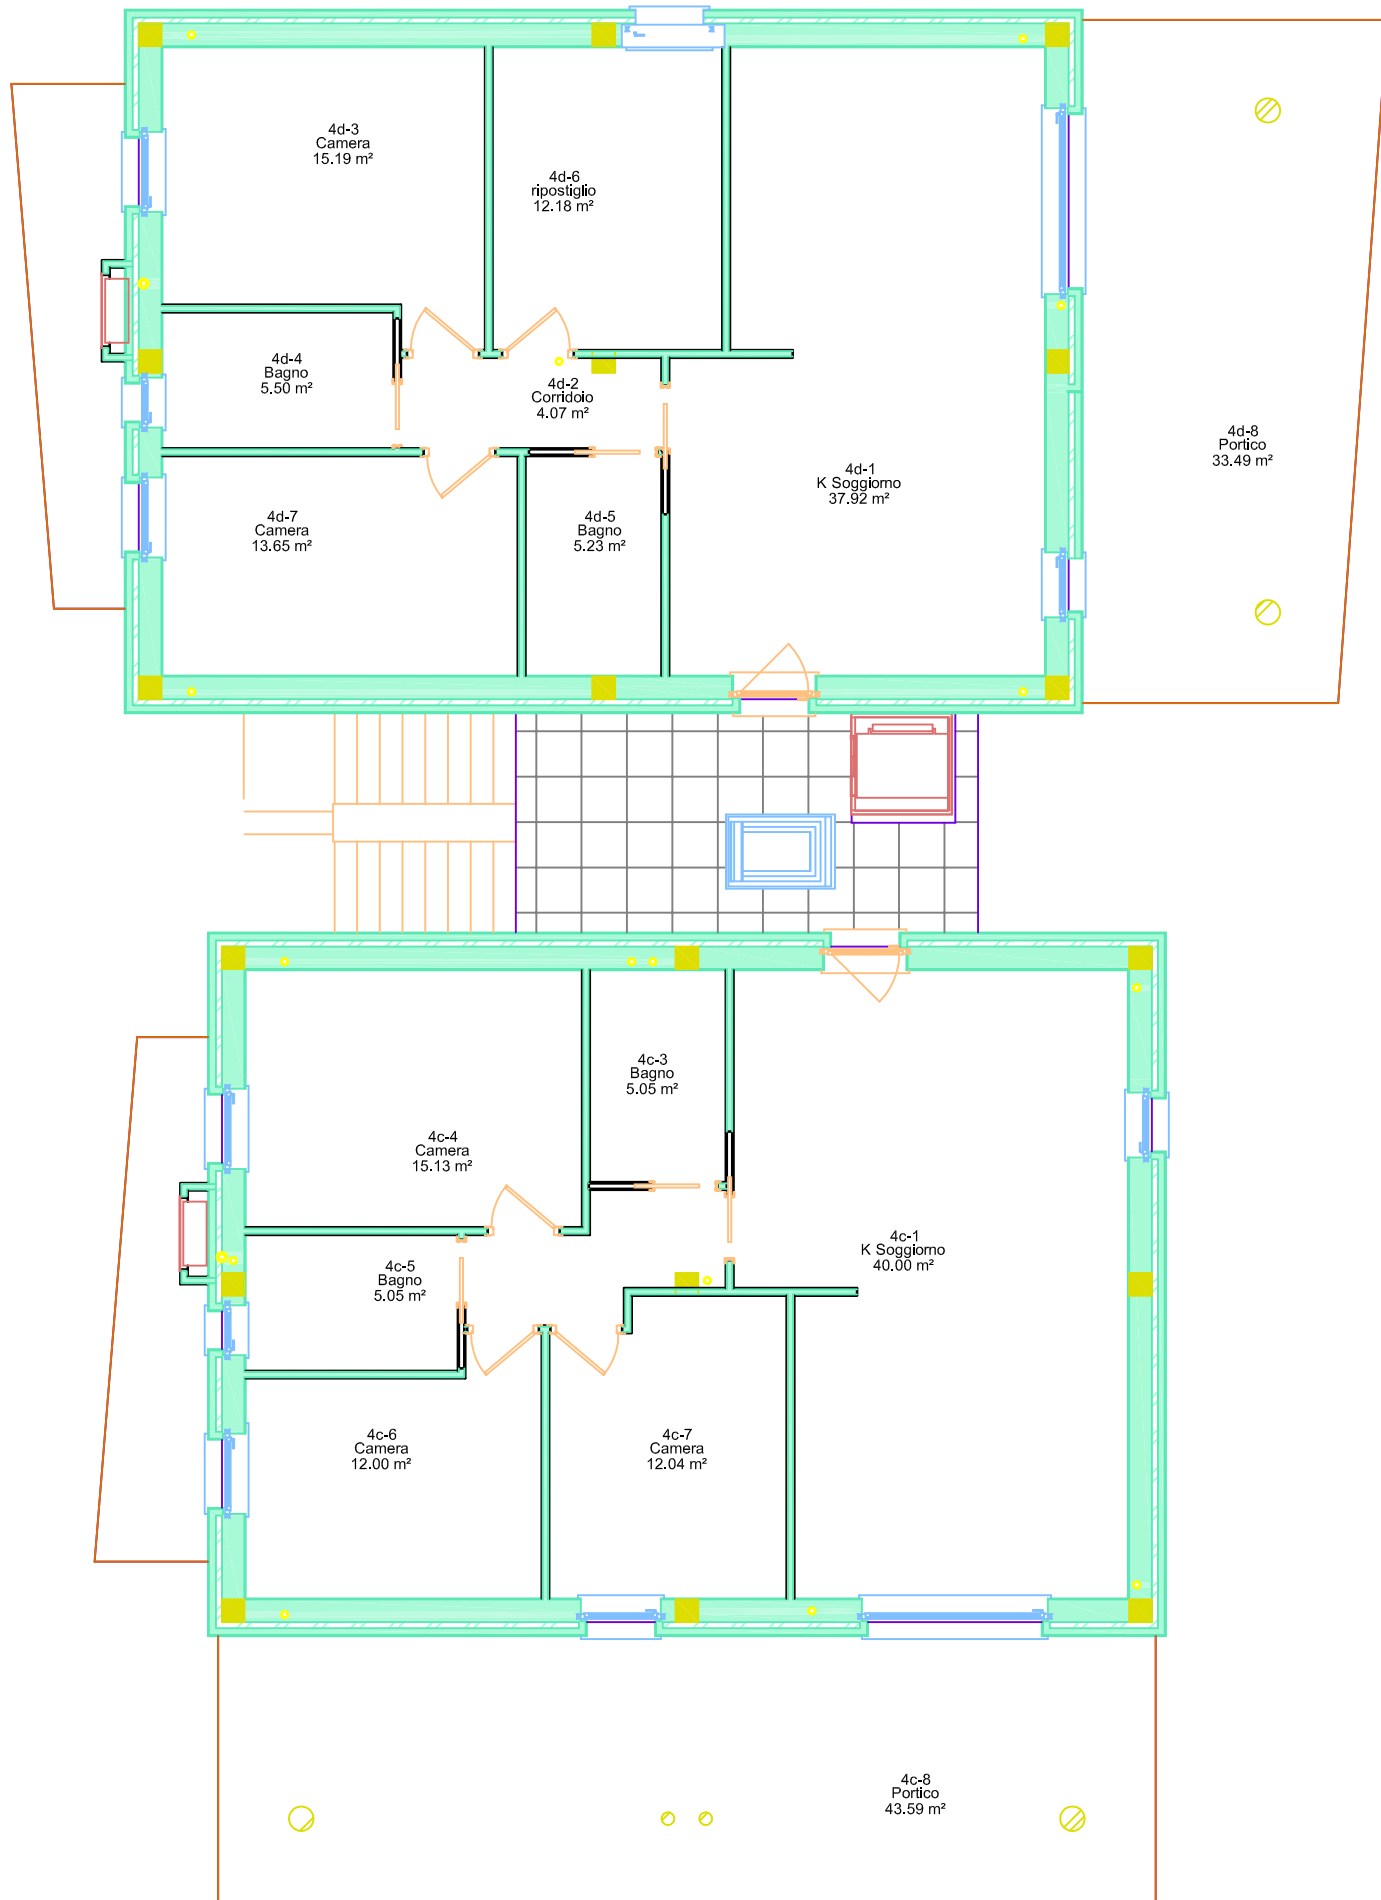 4d-3
Camera
15.19 m²
4d-6
ripostiglio
12.18 m²
4d-4
Bagno
5.50 m²
4d-2
Corridoio
4.07 m²
4d-8
Portico
33.49 m²
4d-1
K Soggiorno
37.92 m²
4d-7
Camera
13.65 m²
4d-5
Bagno
5.23 m²
4c-3
Bagno
5.05 m²
4c-4
Camera
15.13 m²
4c-1
K Soggiorno
40.00 m²
4c-5
Bagno
5.05 m²
4c-6
Camera
12.00 m²
4c-7
Camera
12.04 m²
4c-8
Portico
43.59 m²